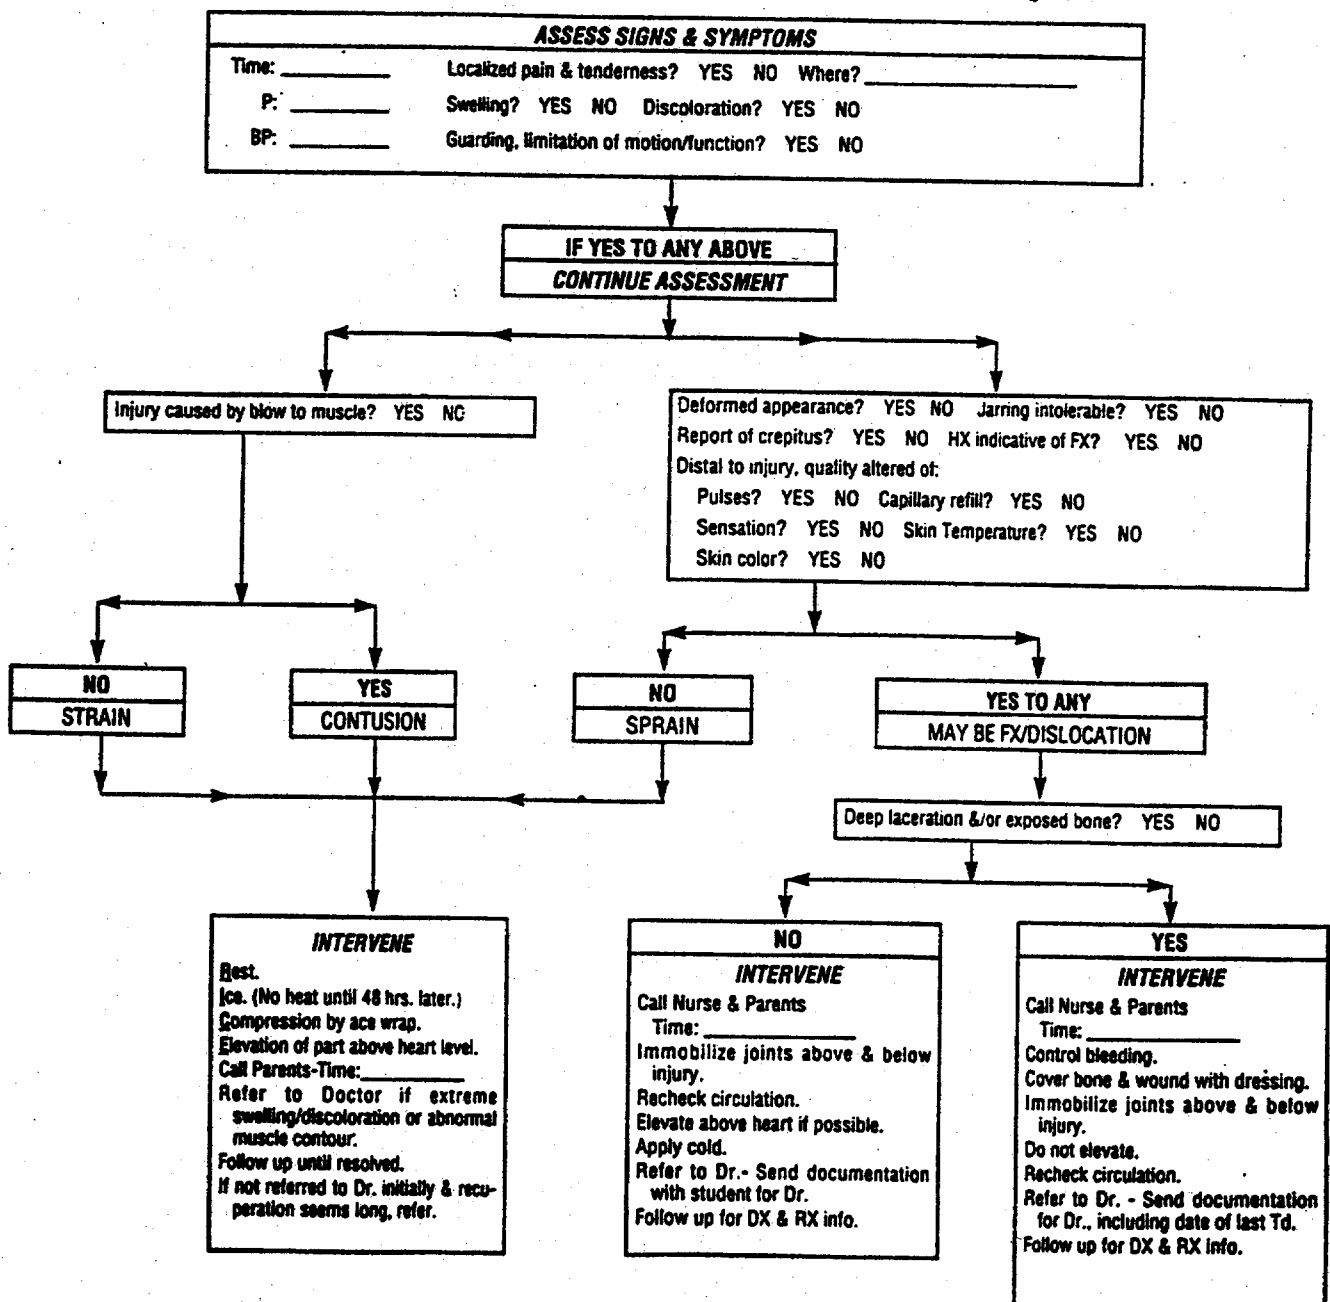 ASSESS SIGNS & SYMPTOMS
Time: Localized pain & tenderness? YES NO Where?
P: Swelling? YES NO Discoloration? YES NO
BP: Guarding, limitation of motion/function? YES NO
IF YES TO ANY ABOVE
CONTINUE ASSESSMENT
Injury caused by blow to muscle? YES NO
Deformed appearance? YES NO Jarring intolerable? YES NO
Report of crepitus? YES NO HX indicative of FX? YES NO
Distal to injury, quality altered of:
Pulses? YES NO Capillary refill? YES NO
Sensation? YES NO Skin Temperature? YES NO
Skin color? YES NO
NO
STRAIN
YES
CONTUSION
NO
SPRAIN
YES TO ANY
MAY BE FX/DISLOCATION
Deep laceration &/or exposed bone? YES NO
INTERVENE
Rest.
Ice. (No heat until 48 hrs. later.)
Compression by ace wrap.
Elevation of part above heart level.
Call Parents-Time:
Refer to Doctor if extreme
swelling/discoloration or abnormal
muscle contour.
Follow up until resolved.
If not referred to Dr. initially & recu-
peration seems long, refer.
NO
INTERVENE
Call Nurse & Parents
Time:
Immobilize joints above & below
injury.
Recheck circulation.
Elevate above heart if possible.
Apply cold.
Refer to Dr.- Send documentation
with student for Dr.
Follow up for DX & RX info.
YES
INTERVENE
Call Nurse & Parents
Time:
Control bleeding.
Cover bone & wound with dressing.
Immobilize joints above & below
injury.
Do not elevate.
Recheck circulation.
Refer to Dr. - Send documentation
for Dr., including date of last Td.
Follow up for DX & RX info.